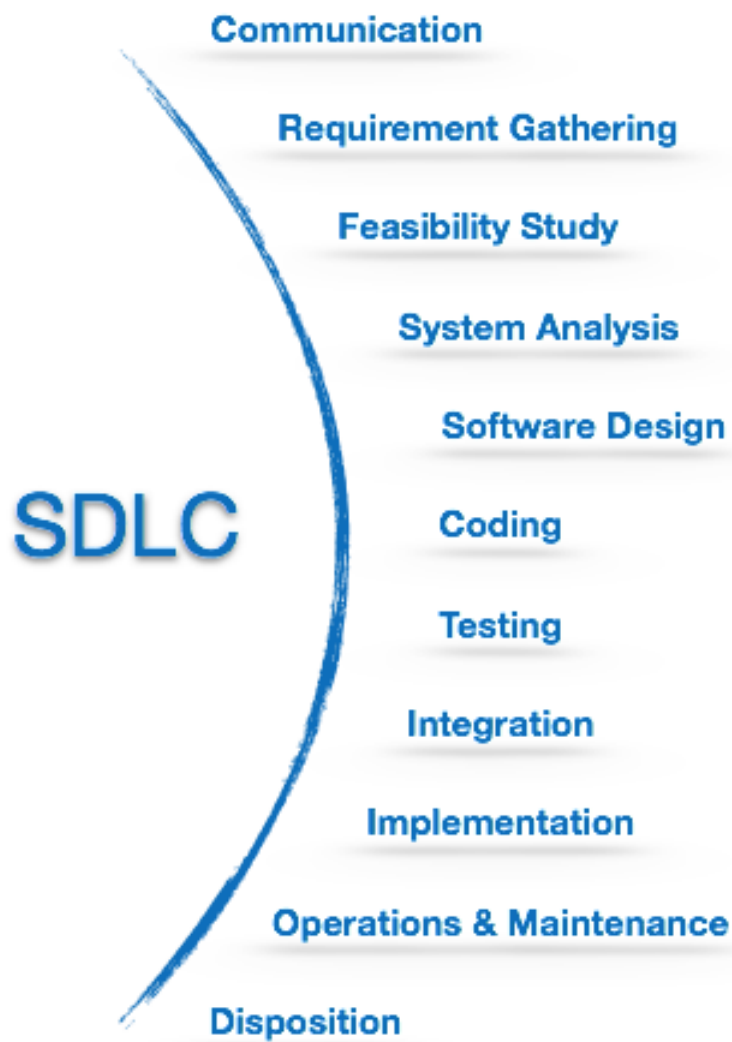 Communication
Requirement Gathering
Feasibility Study
System Analysis
Software Design
SDLC
Coding
Testing
Integration
Implementation
Operations & Maintenance
Disposition